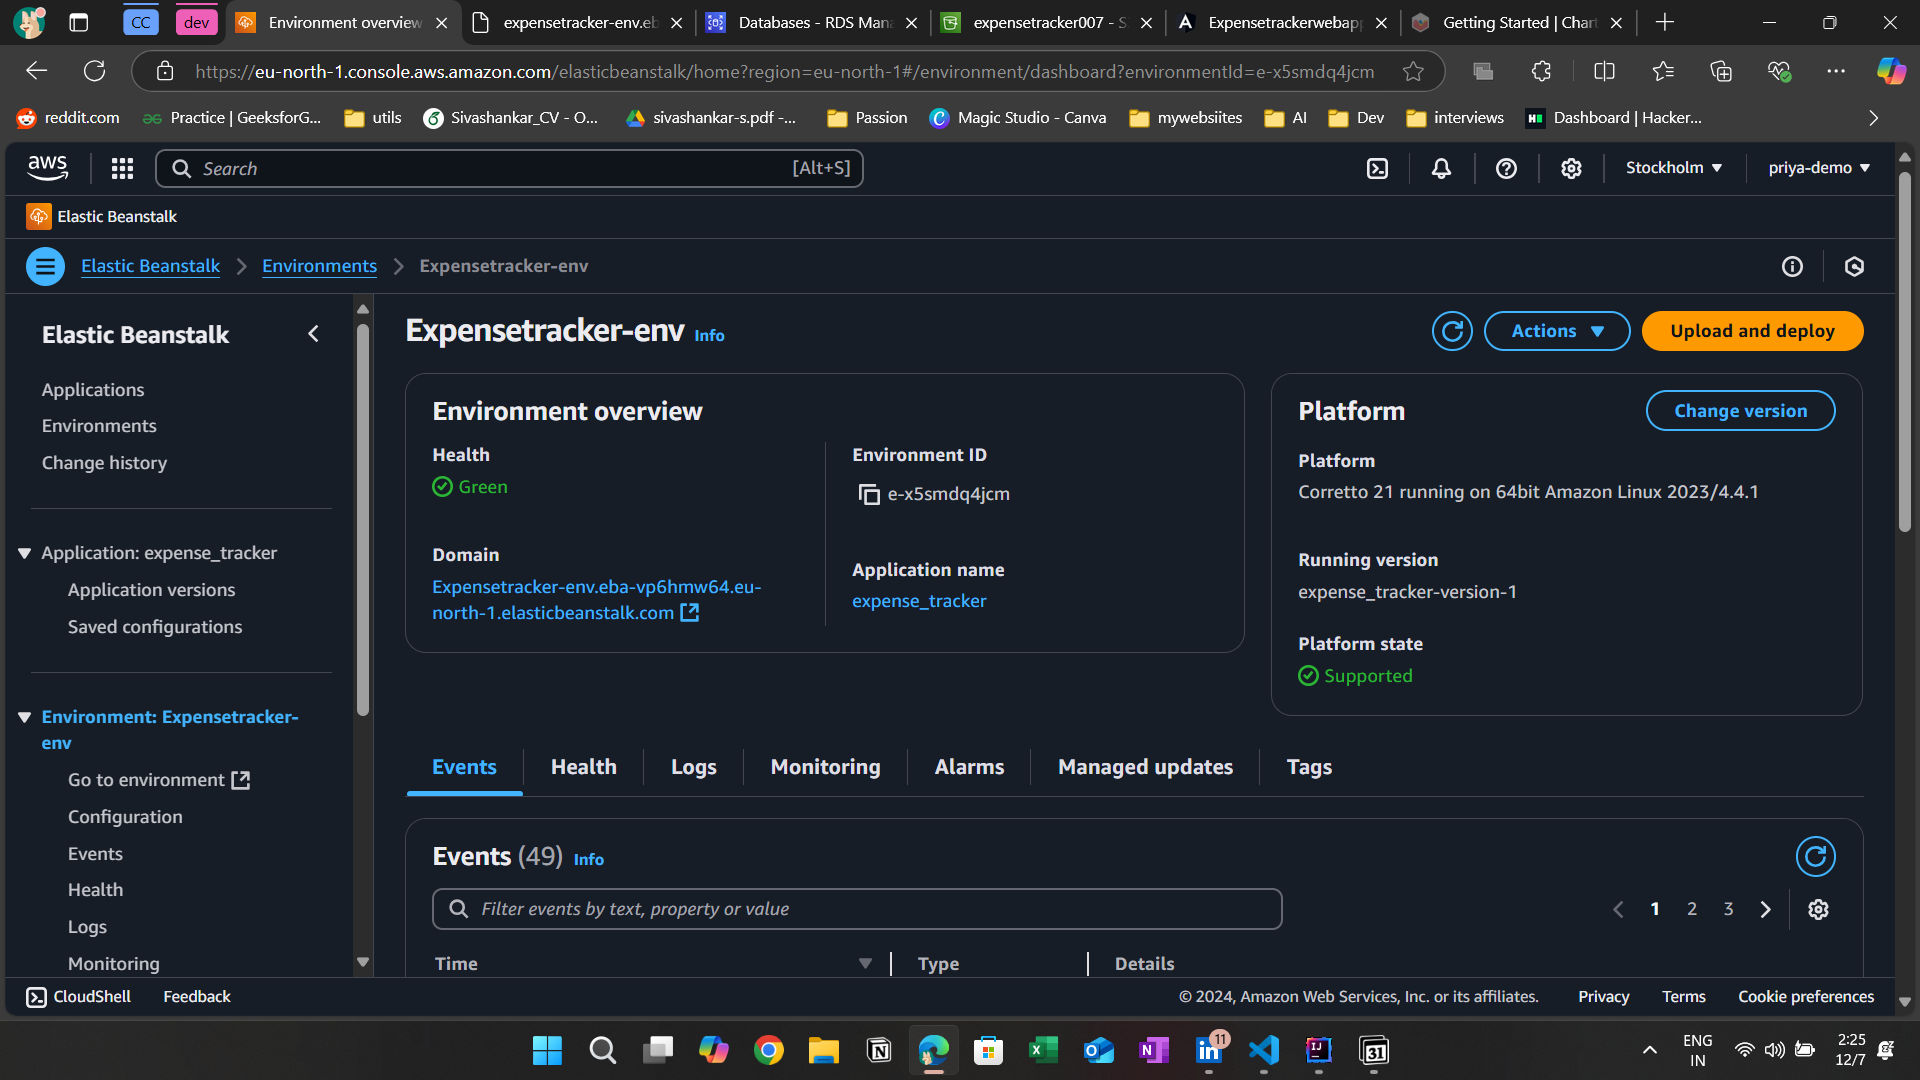 CC
dev
Environment overview
expensetracker-env.eb
Databases - RDS Man
expensetracker007 - S
Expensetrackerwebapp
Getting Started | Chart
https://eu-north-1.console.aws.amazon.com/elasticbeanstalk/home?region=eu-north-1#/environment/dashboard?environmentId=e-x5smdq4jcm
reddit.com
Practice | GeeksforG...
utils
Sivashankar_CV - O...
sivashankar-s.pdf -...
Passion
Magic Studio - Canva
mywebsiites
AI
Dev
interviews
Dashboard | Hacker...
aws
Search
[Alt+S]
Stockholm
priya-demo
Elastic Beanstalk
Elastic Beanstalk
Environments
Expensetracker-env
Elastic Beanstalk
Applications
Environments
Change history
Application: expense_tracker
Application versions
Saved configurations
Environment: Expensetracker-
env
Go to environment
Configuration
Events
Health
Logs
Monitoring
Expensetracker-env Info
Actions
Upload and deploy
Environment overview
Health
Green
Environment ID
e-x5smdq4jcm
Domain
Expensetracker-env.eba-vp6hmw64.eu-
north-1.elasticbeanstalk.com
Application name
expense_tracker
Platform
Change version
Platform
Corretto 21 running on 64bit Amazon Linux 2023/4.4.1
Running version
expense_tracker-version-1
Platform state
Supported
Events
Health
Logs
Monitoring
Alarms
Managed updates
Tags
Events (49) Info
Filter events by text, property or value
1
2
3
Time
Type
Details
CloudShell
Feedback
© 2024, Amazon Web Services, Inc. or its affiliates.
Privacy
Terms
Cookie preferences
11
31
ENG
IN
2:25
12/7